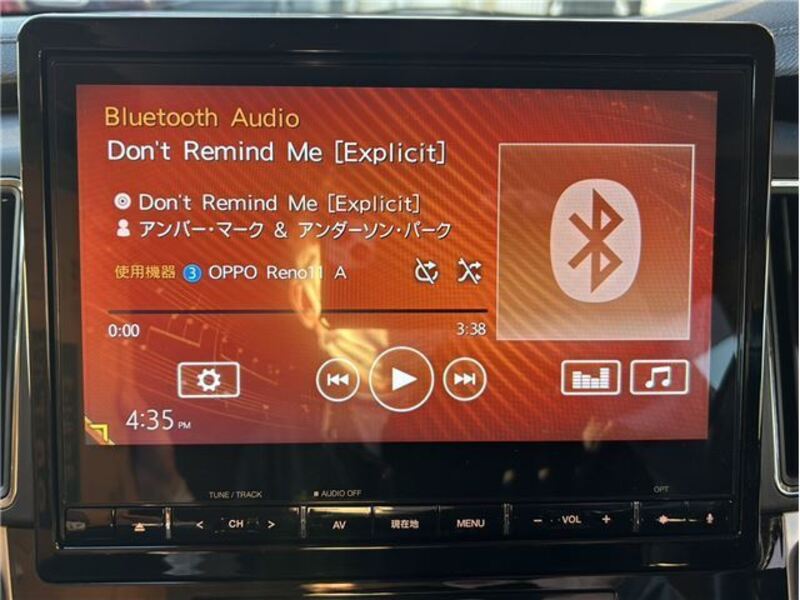 Bluetooth Audio
Don't Remind Me [Explicit]
Don't Remind Me [Explicit]
アンバー・マーク & アンダーソン・パーク
使用機器 3 OPPO Reno11 A
0:00 3:38
4:35 PM
TUNE / TRACK ■ AUDIO OFF OPT
< CH > AV 現在地 MENU − VOL +